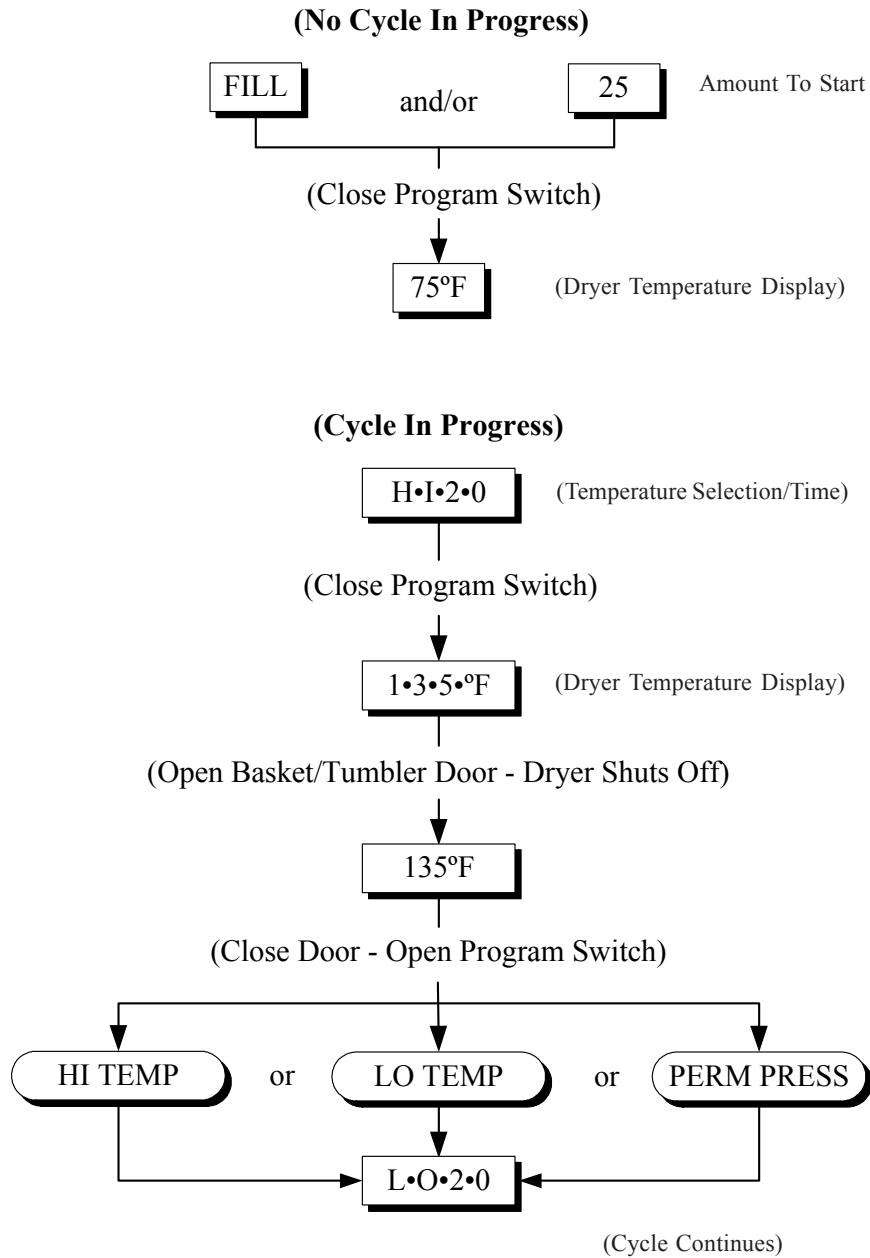 (No Cycle In Progress)
FILL and/or 25 Amount To Start
(Close Program Switch)
75ºF (Dryer Temperature Display)
(Cycle In Progress)
H•I•2•0 (Temperature Selection/Time)
(Close Program Switch)
1•3•5•ºF (Dryer Temperature Display)
(Open Basket/Tumbler Door - Dryer Shuts Off)
135ºF
(Close Door - Open Program Switch)
HI TEMP or LO TEMP or PERM PRESS
L•O•2•0
(Cycle Continues)